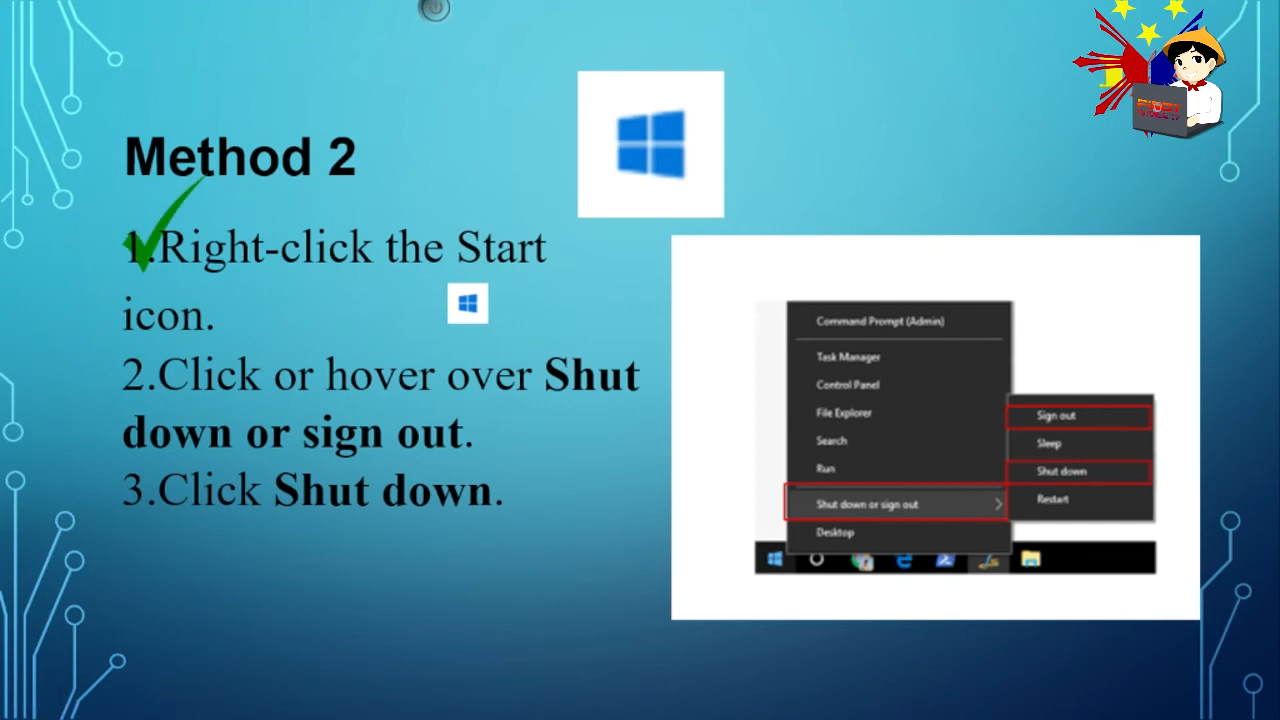 Method 2
1.Right-click the Start
icon.
2.Click or hover over Shut
down or sign out.
3.Click Shut down.
Command Prompt (Admin)
Task Manager
Control Panel
File Explorer
Search
Run
Shut down or sign out
Desktop
Sign out
Sleep
Shut down
Restart